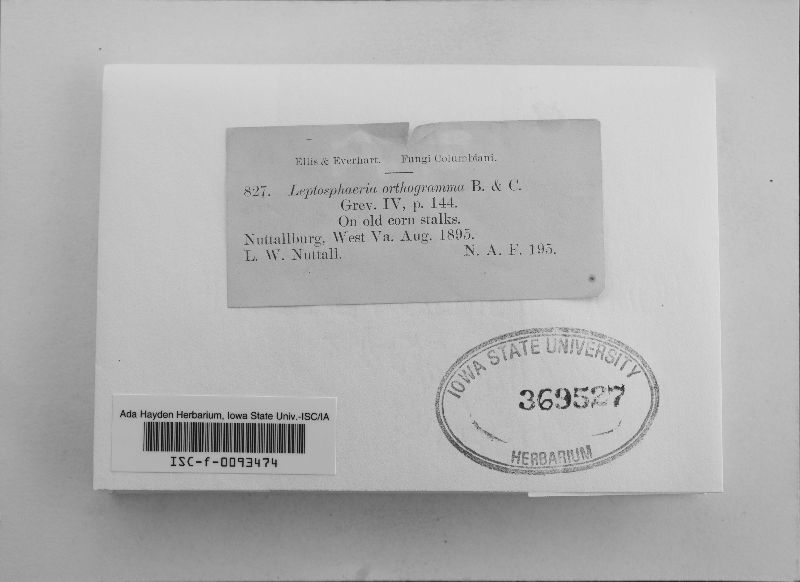 Ellis & Everhart. Fungi Columbiani.
827. Leptosphaeria orthogramma B. & C.
Grev. IV, p. 144.
On old corn stalks.
Nuttallburg, West Va. Aug. 1895.
L. W. Nuttall. N. A. F. 195.
IOWA STATE UNIVERSITY
369527
HERBARIUM
Ada Hayden Herbarium, Iowa State Univ.-ISC/IA
ISC-f-0093474